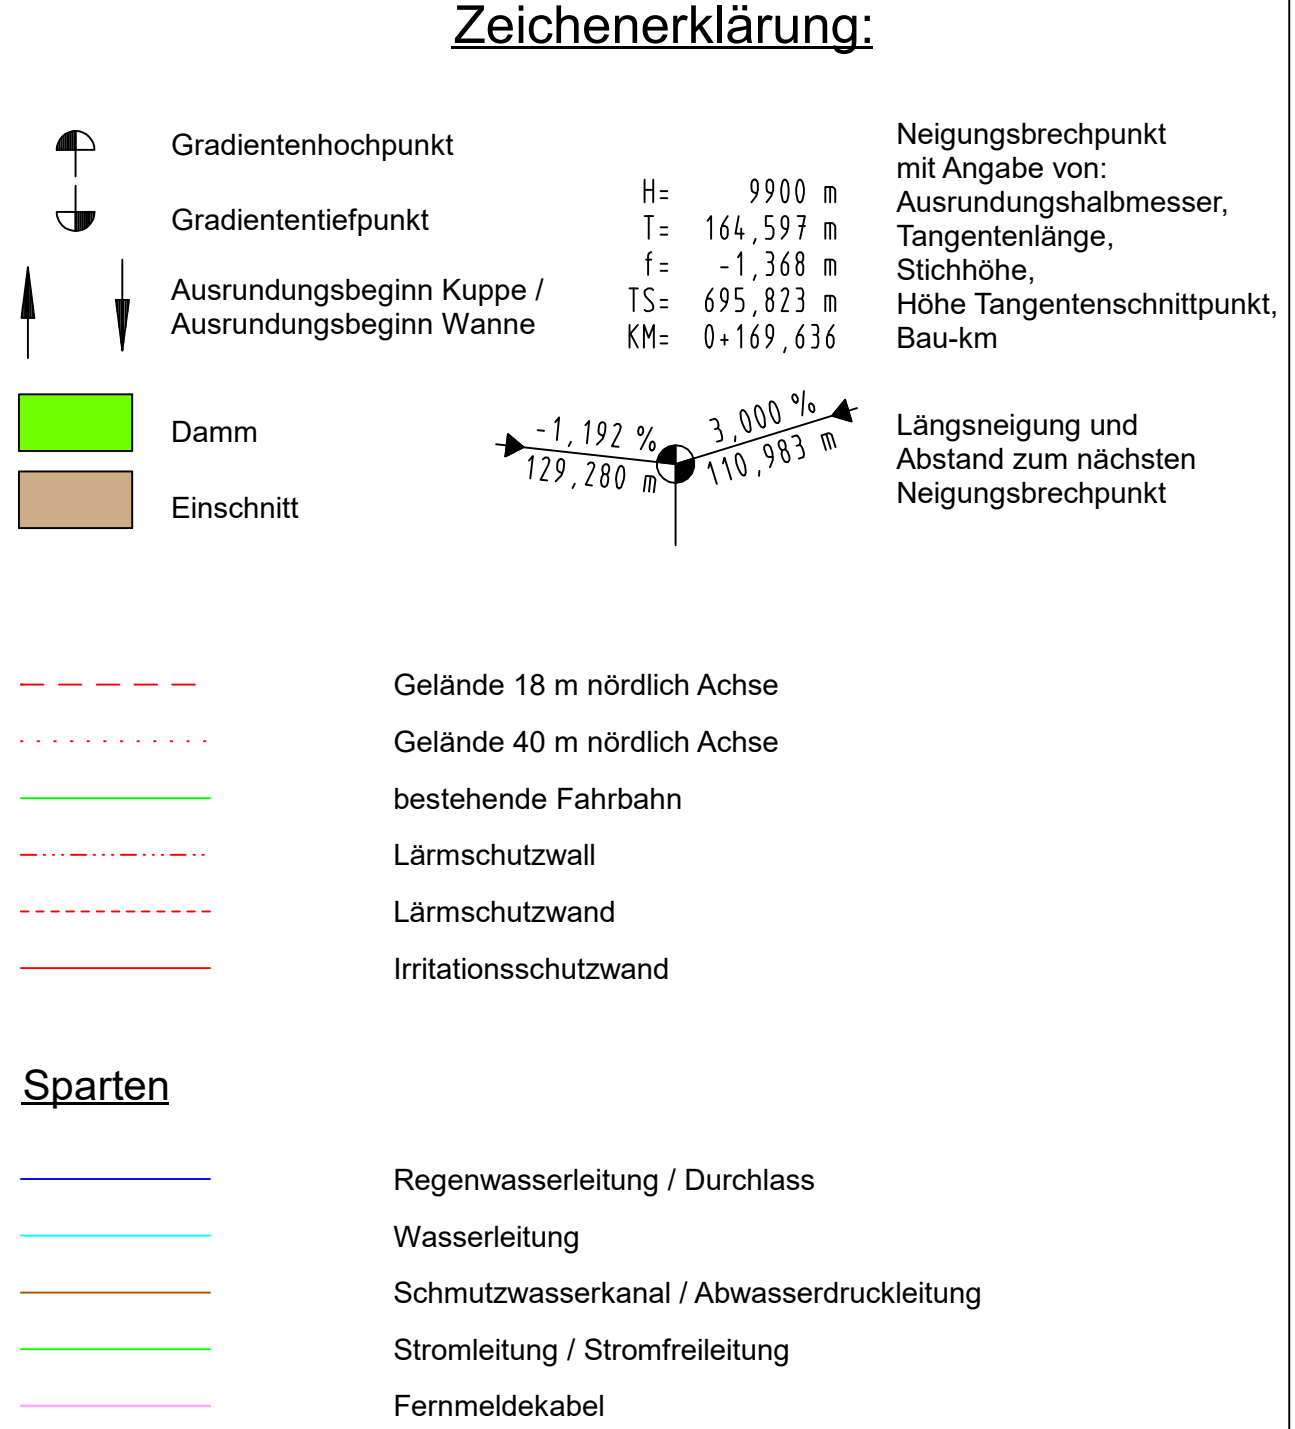 Zeichenerklärung:
Gradientenhochpunkt
Gradiententiefpunkt
Ausrundungsbeginn Kuppe /
Ausrundungsbeginn Wanne
Damm
Einschnitt
H= 9900 m
T= 164,597 m
f= -1,368 m
TS= 695,823 m
KM= 0+169,636
Neigungsbrechpunkt
mit Angabe von:
Ausrundungshalbmesser,
Tangentenlänge,
Stichhöhe,
Höhe Tangentenschnittpunkt,
Bau-km
-1,192 %
129,280 m
3,000 %
110,983 m
Längsneigung und
Abstand zum nächsten
Neigungsbrechpunkt
Gelände 18 m nördlich Achse
Gelände 40 m nördlich Achse
bestehende Fahrbahn
Lärmschutzwall
Lärmschutzwand
Irritationsschutzwand
Sparten
Regenwasserleitung / Durchlass
Wasserleitung
Schmutzwasserkanal / Abwasserdruckleitung
Stromleitung / Stromfreileitung
Fernmeldekabel